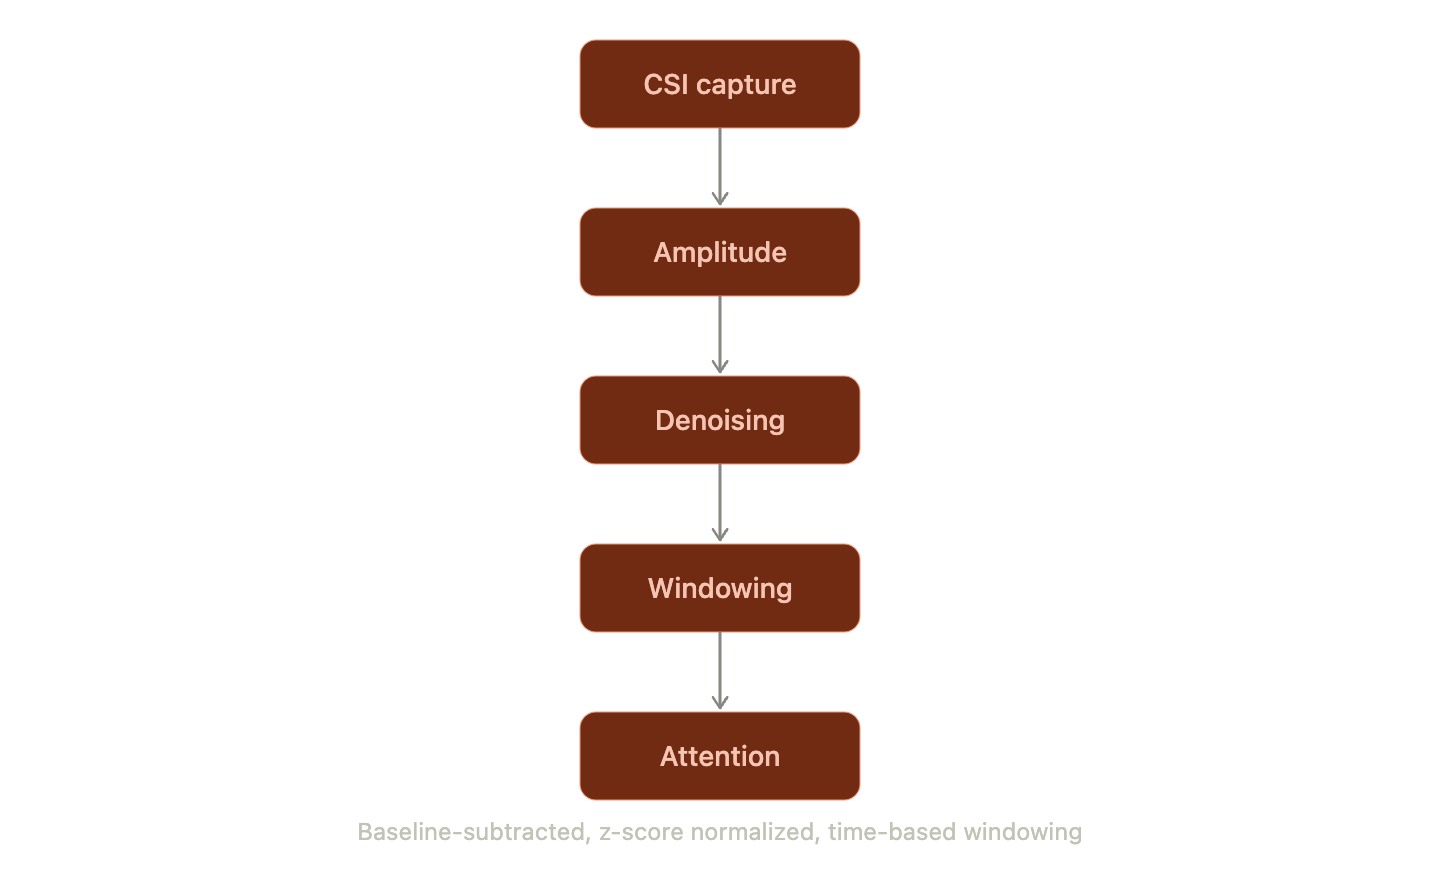 CSI capture
Amplitude
Denoising
Windowing
Attention
Baseline-subtracted, z-score normalized, time-based windowing